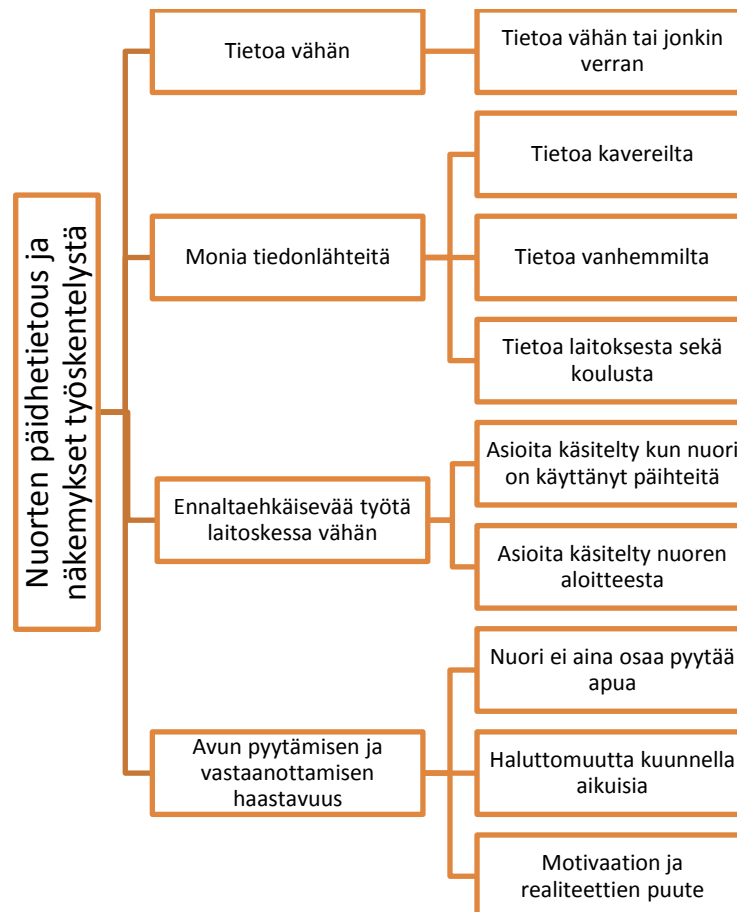 Nuorten päidhetietous ja
näkemykset työskentelystä
Tietoa vähän
Tietoa vähän tai jonkin
verran
Monia tiedonlähteitä
Tietoa kavereilta
Tietoa vanhemmilta
Tietoa laitoksesta sekä
koulusta
Ennaltaehkäisevää työtä
laitoskessa vähän
Asioita käsitelty kun nuori
on käyttänyt päihteitä
Asioita käsitelty nuoren
aloitteesta
Avun pyytämisen ja
vastaanottamisen
haastavuus
Nuori ei aina osaa pyytää
apua
Haluttomuutta kuunnella
aikuisia
Motivaation ja
realiteettien puute